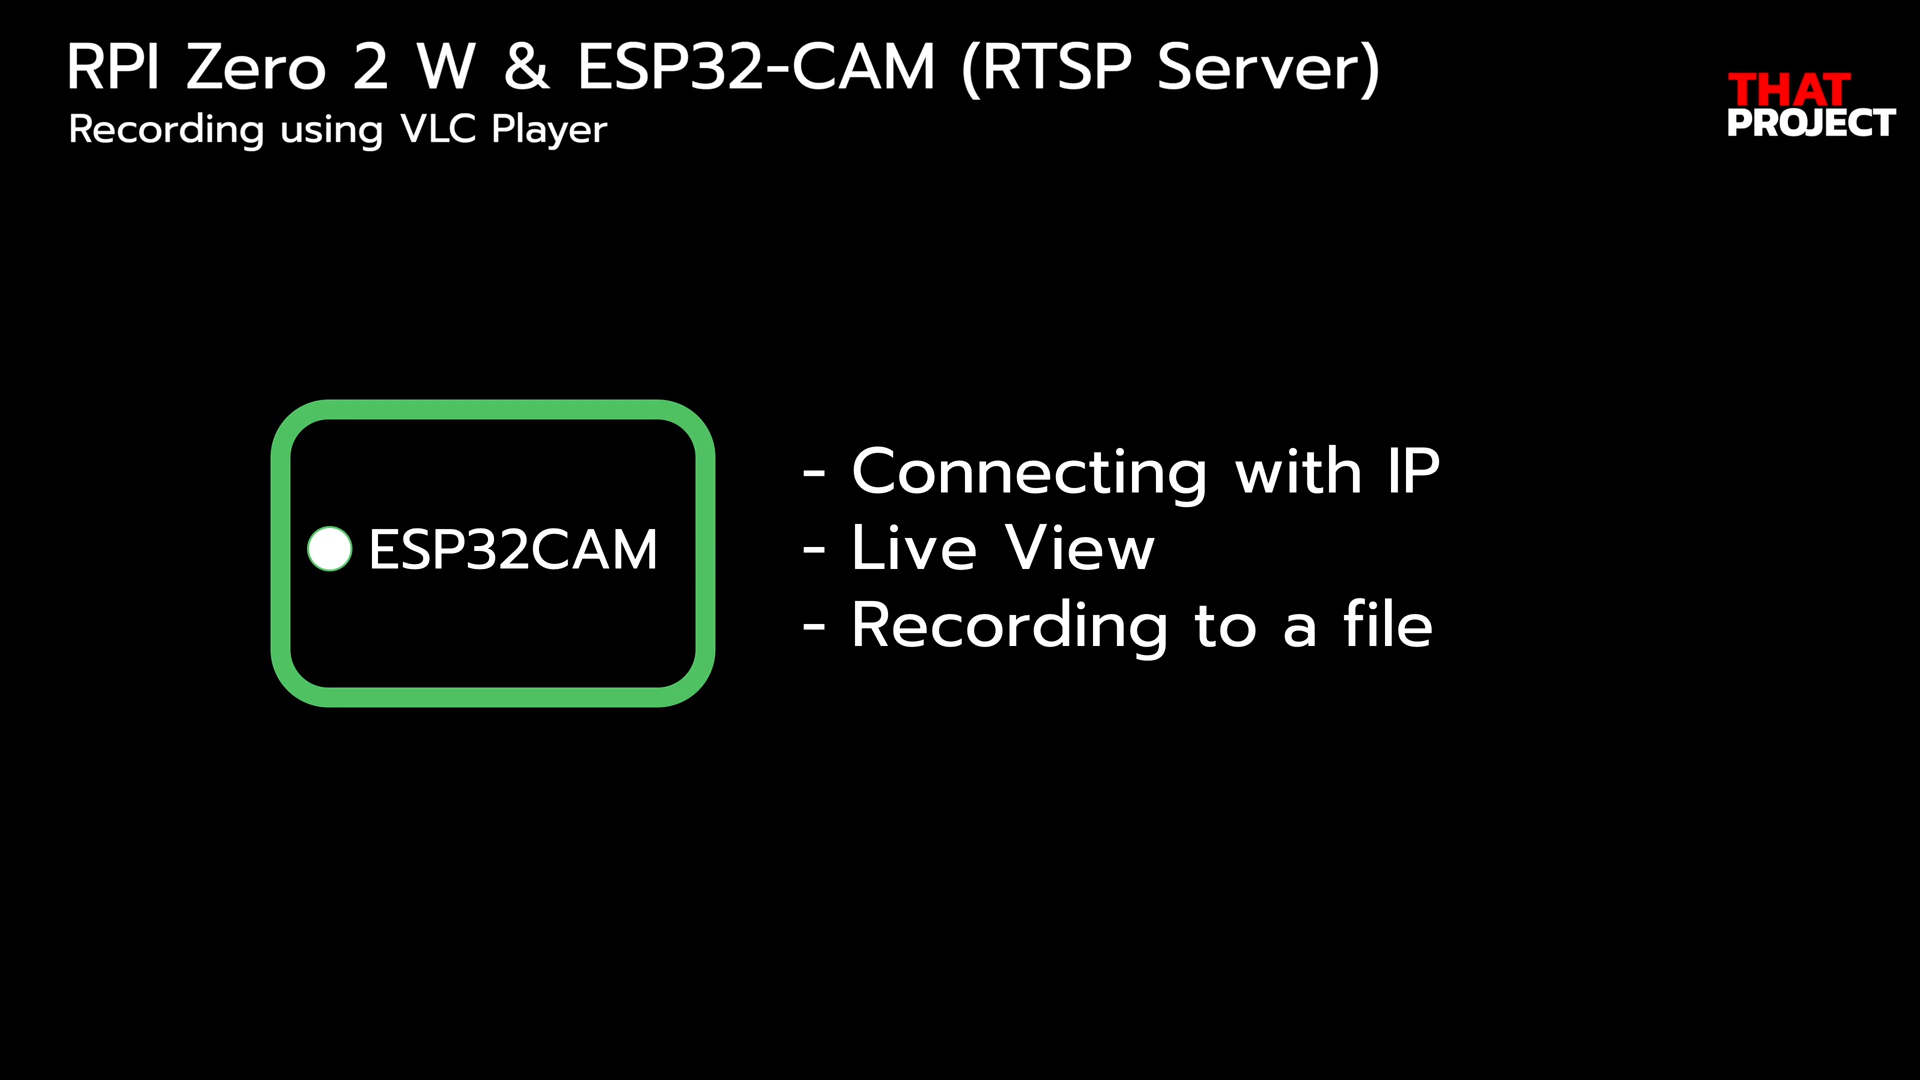 RPI Zero 2 W & ESP32-CAM (RTSP Server)
Recording using VLC Player
THAT
PROJECT
ESP32CAM
- Connecting with IP
- Live View
- Recording to a file